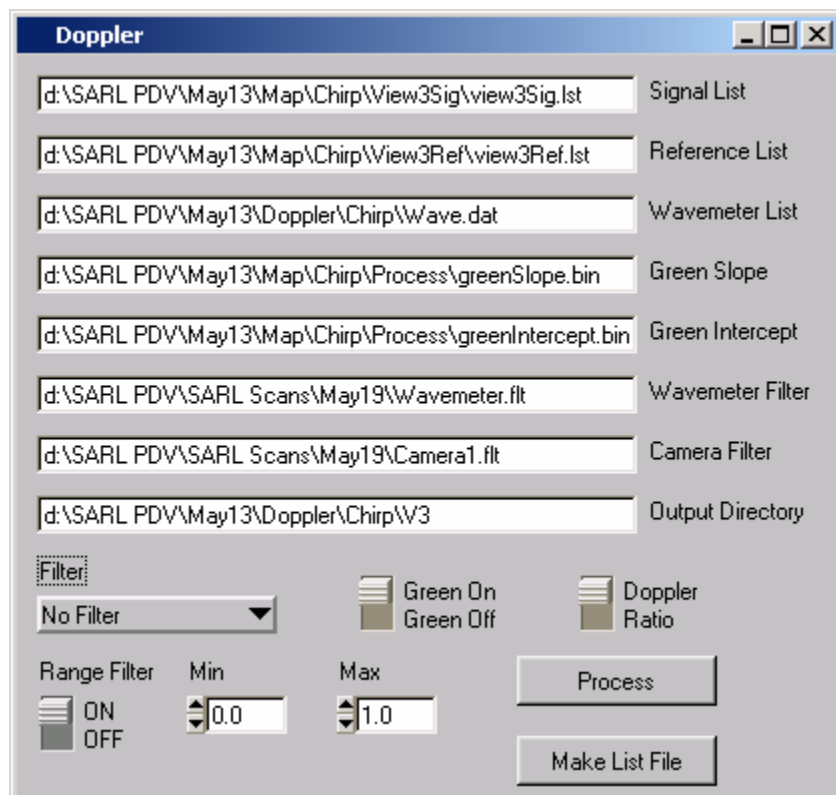 Doppler
d:\SARL PDV\May13\Map\Chirp\View3Sig\view3Sig.lst Signal List
d:\SARL PDV\May13\Map\Chirp\View3Ref\view3Ref.lst Reference List
d:\SARL PDV\May13\Doppler\Chirp\Wave.dat Wavemeter List
d:\SARL PDV\May13\Map\Chirp\Process\greenSlope.bin Green Slope
d:\SARL PDV\May13\Map\Chirp\Process\greenIntercept.bin Green Intercept
d:\SARL PDV\SARL Scans\May19\Wavemeter.flt Wavemeter Filter
d:\SARL PDV\SARL Scans\May19\Camera1.flt Camera Filter
d:\SARL PDV\May13\Doppler\Chirp\V3 Output Directory
Filter
No Filter
Green On
Green Off
Doppler
Ratio
Range Filter
ON
OFF
Min
0.0
Max
1.0
Process
Make List File